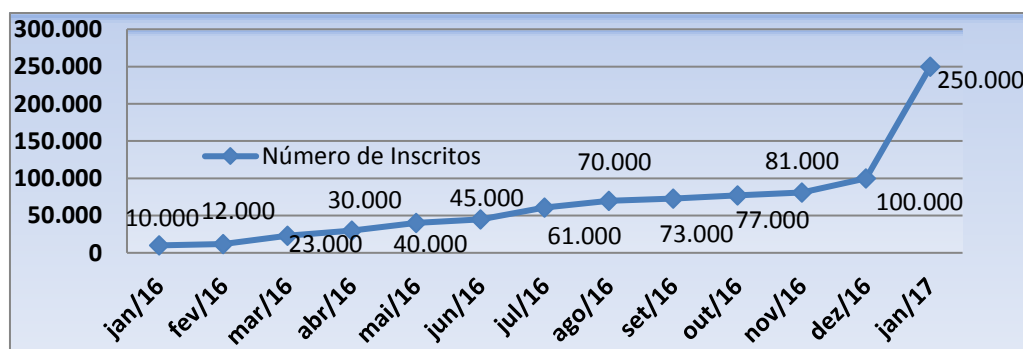 300.000
250.000
200.000
150.000
100.000
50.000
0
Número de Inscritos
10.000
12.000
23.000
30.000
40.000
45.000
61.000
70.000
73.000
77.000
81.000
100.000
250.000
jan/16
fev/16
mar/16
abr/16
mai/16
jun/16
jul/16
ago/16
set/16
out/16
nov/16
dez/16
jan/17